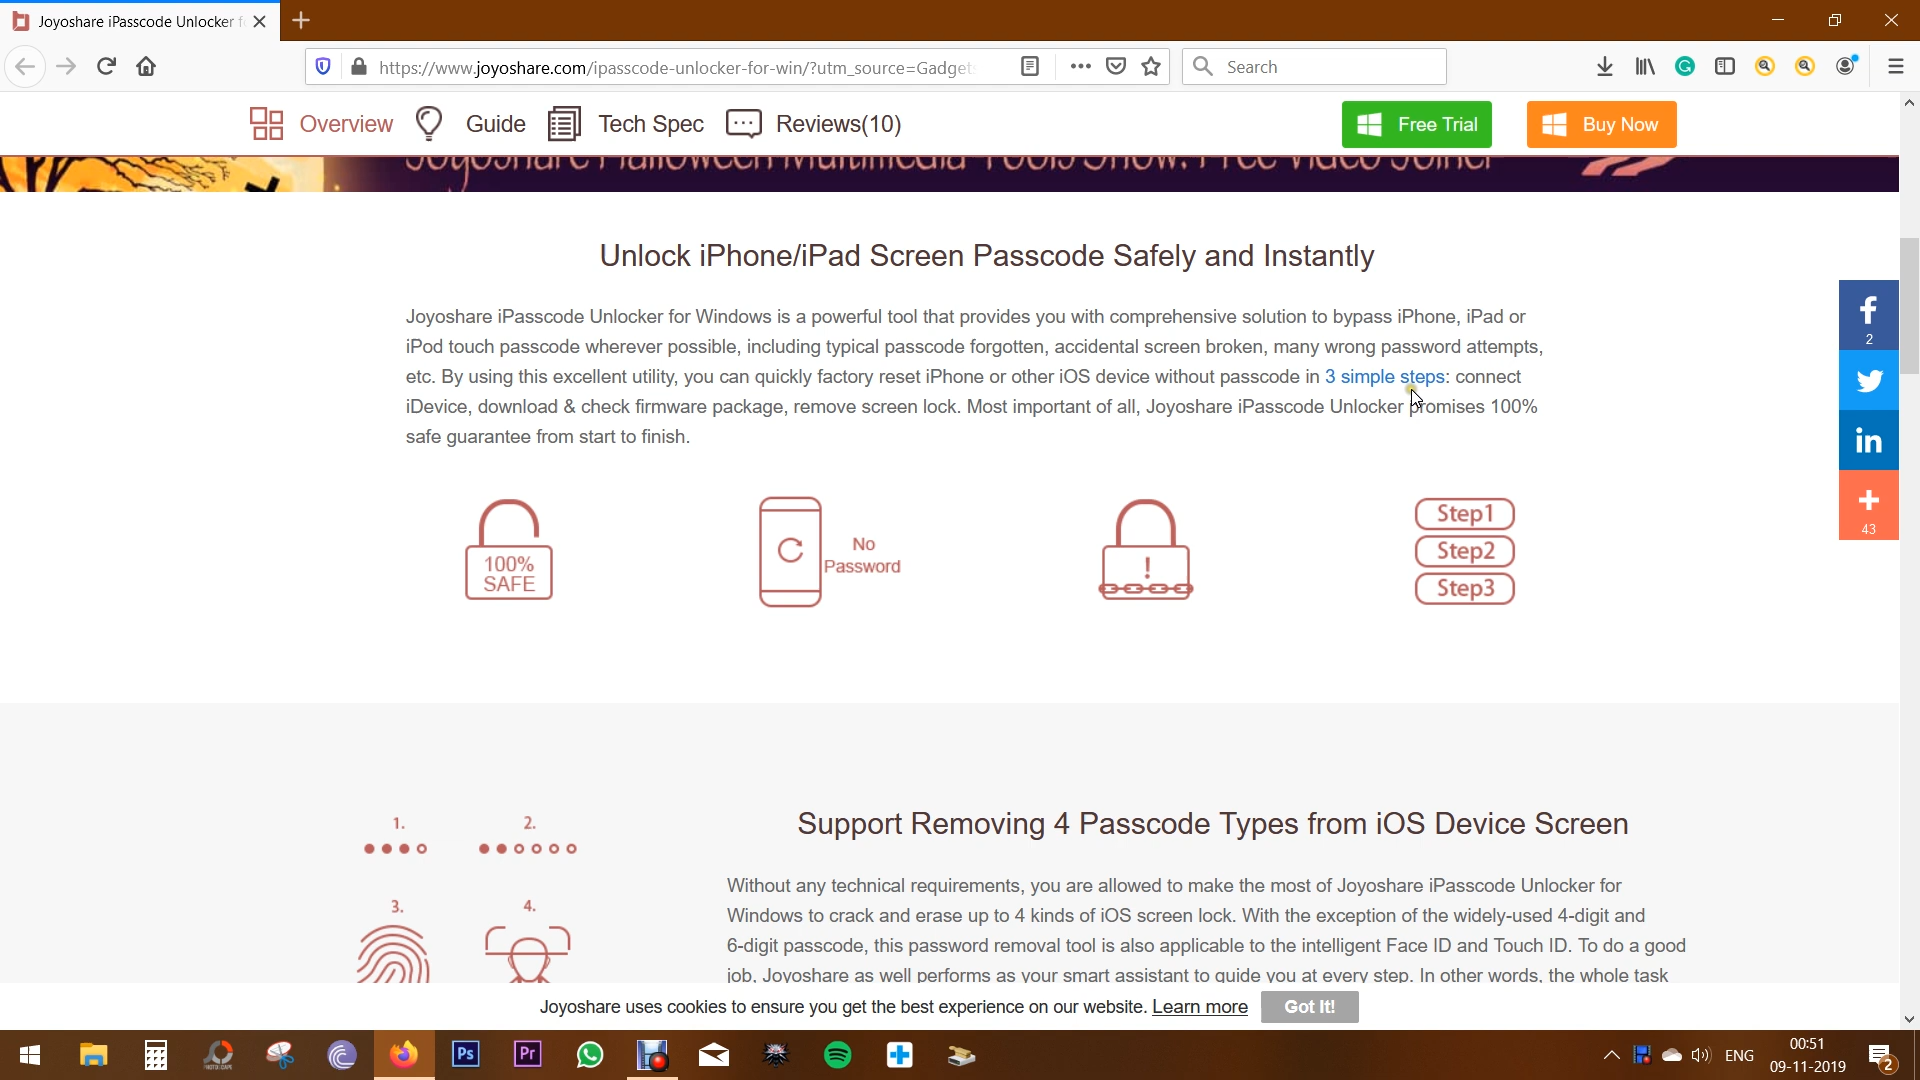 Joyoshare iPasscode Unlocker f
https://www.joyoshare.com/ipasscode-unlocker-for-win/?utm_source=Gadget
Search
Overview
Guide
Tech Spec
Reviews(10)
Free Trial
Buy Now
Joyoshare Halloween Multimedia Tools Show: Free Video Joiner
Unlock iPhone/iPad Screen Passcode Safely and Instantly
Joyoshare iPasscode Unlocker for Windows is a powerful tool that provides you with comprehensive solution to bypass iPhone, iPad or
iPod touch passcode wherever possible, including typical passcode forgotten, accidental screen broken, many wrong password attempts,
etc. By using this excellent utility, you can quickly factory reset iPhone or other iOS device without passcode in 3 simple steps: connect
iDevice, download & check firmware package, remove screen lock. Most important of all, Joyoshare iPasscode Unlocker promises 100%
safe guarantee from start to finish.
2
43
100%
SAFE
No
Password
!
Step1
Step2
Step3
1.
2.
3.
4.
Support Removing 4 Passcode Types from iOS Device Screen
Without any technical requirements, you are allowed to make the most of Joyoshare iPasscode Unlocker for
Windows to crack and erase up to 4 kinds of iOS screen lock. With the exception of the widely-used 4-digit and
6-digit passcode, this password removal tool is also applicable to the intelligent Face ID and Touch ID. To do a good
job, Joyoshare as well performs as your smart assistant to guide you at every step. In other words, the whole task
Joyoshare uses cookies to ensure you get the best experience on our website. Learn more
Got It!
Ps
Pr
ENG
00:51
09-11-2019
2